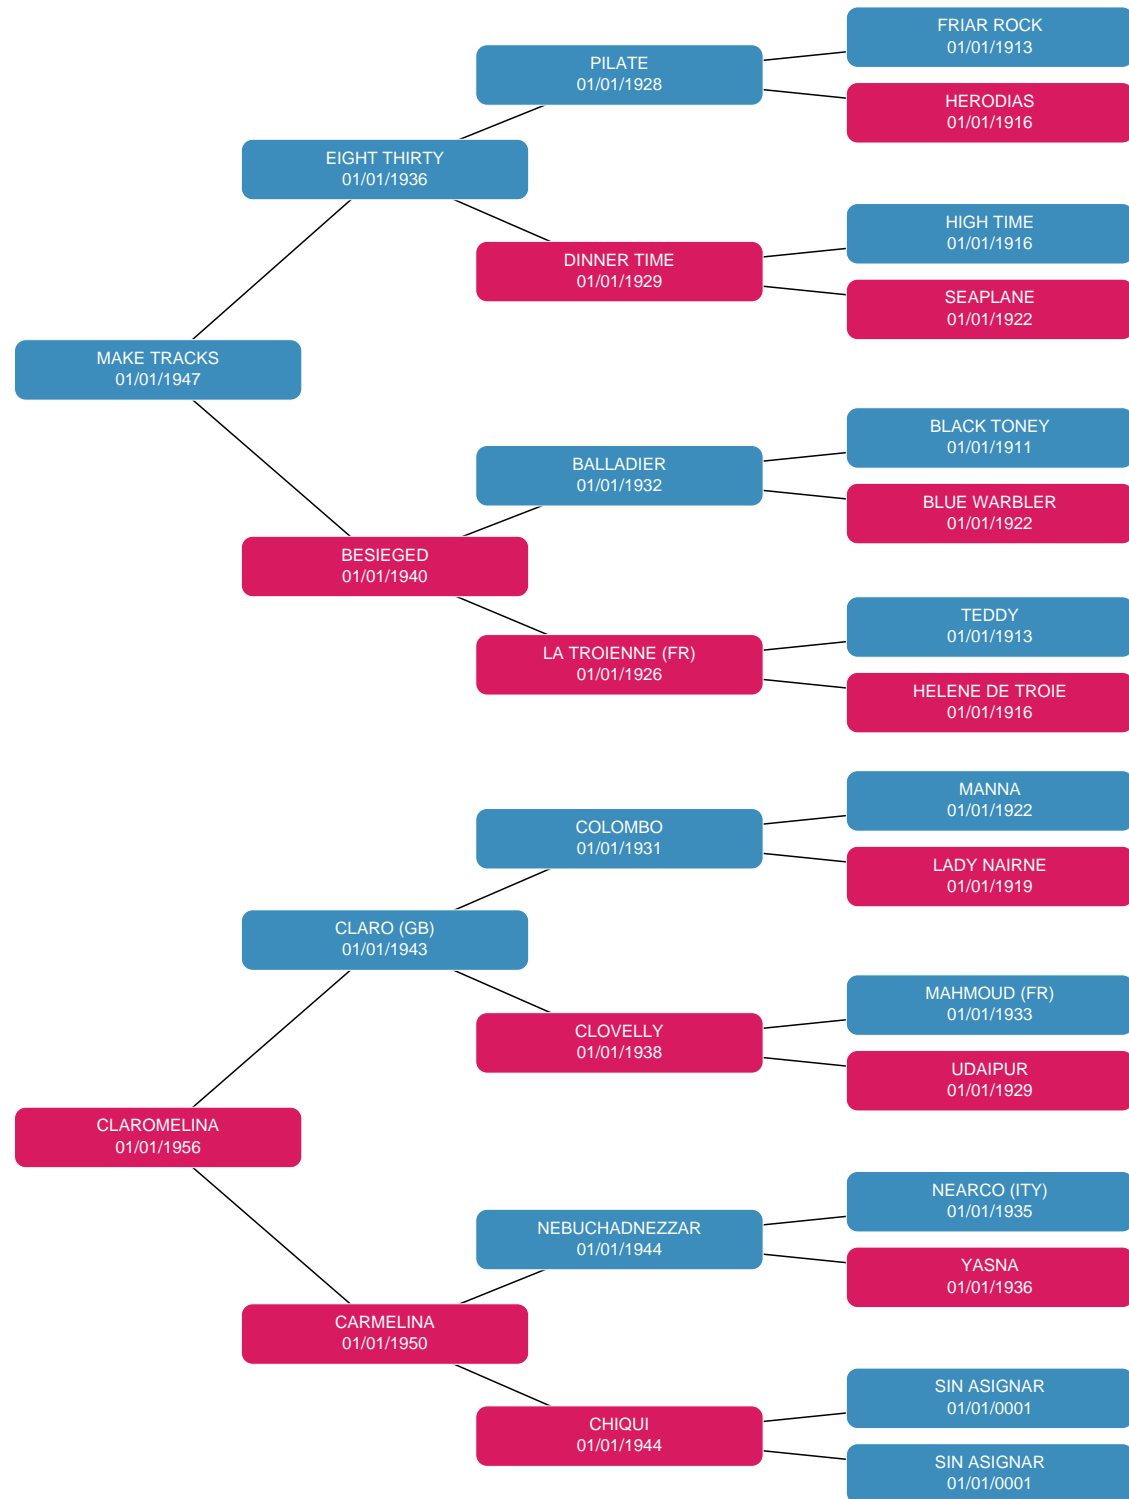 FRIAR ROCK
01/01/1913
PILATE
01/01/1928
HERODIAS
01/01/1916
EIGHT THIRTY
01/01/1936
HIGH TIME
01/01/1916
DINNER TIME
01/01/1929
SEAPLANE
01/01/1922
MAKE TRACKS
01/01/1947
BLACK TONEY
01/01/1911
BALLADIER
01/01/1932
BLUE WARBLER
01/01/1922
BESIEGED
01/01/1940
TEDDY
01/01/1913
LA TROIENNE (FR)
01/01/1926
HELENE DE TROIE
01/01/1916
MANNA
01/01/1922
COLOMBO
01/01/1931
LADY NAIRNE
01/01/1919
CLARO (GB)
01/01/1943
MAHMOUD (FR)
01/01/1933
CLOVELLY
01/01/1938
UDAIPUR
01/01/1929
CLAROMELINA
01/01/1956
NEARCO (ITY)
01/01/1935
NEBUCHADNEZZAR
01/01/1944
YASNA
01/01/1936
CARMELINA
01/01/1950
SIN ASIGNAR
01/01/0001
CHIQUI
01/01/1944
SIN ASIGNAR
01/01/0001